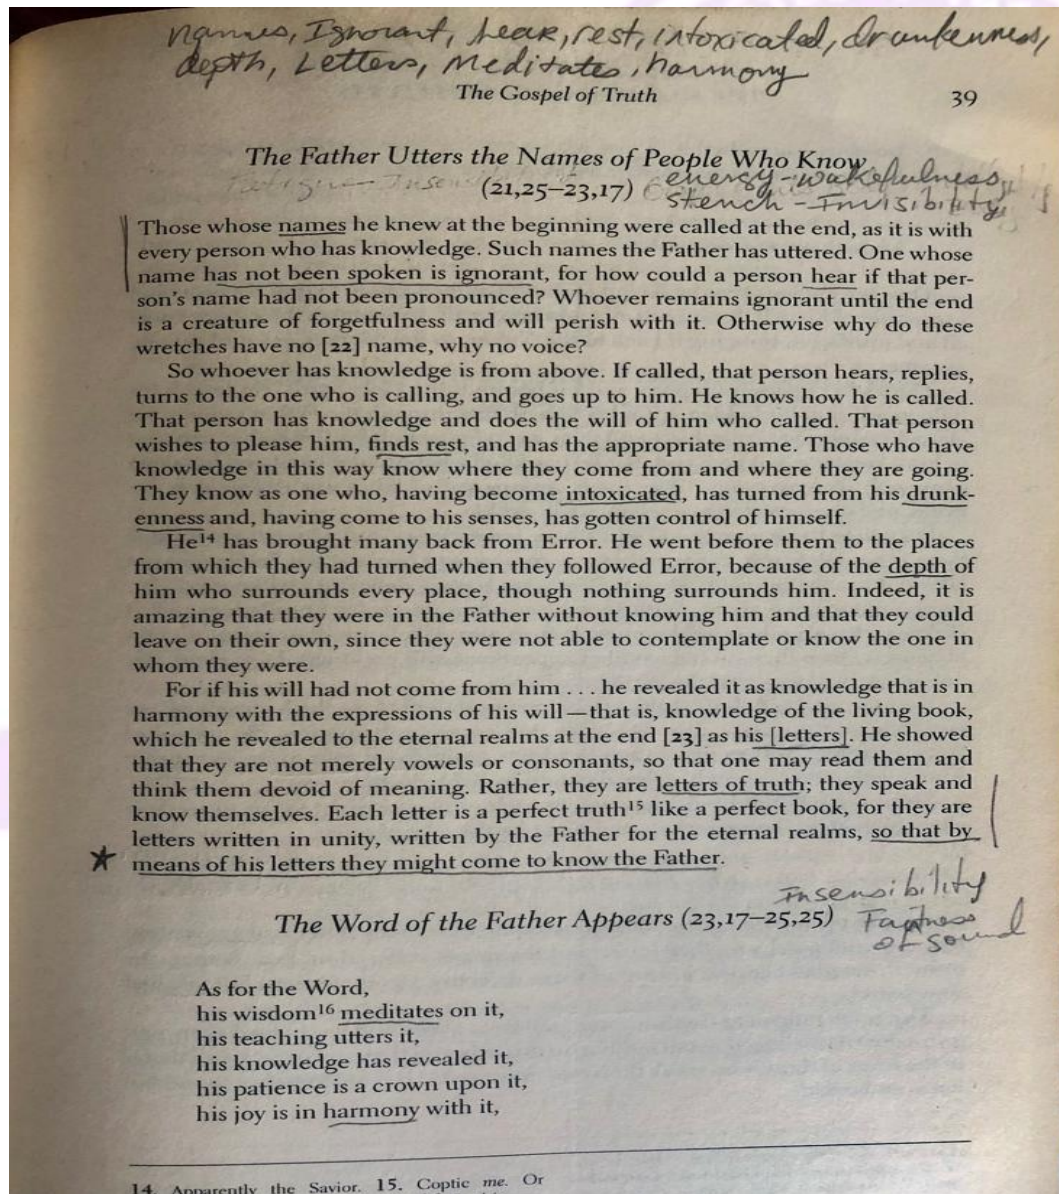 names, Ignorant, hear, rest, intoxicated, drunkenness,
depth, Letters, Meditates, harmony
The Gospel of Truth 39
The Father Utters the Names of People Who Know
energy - wakefulness
(21,25–23,17)
stench - Invisibility
Those whose names he knew at the beginning were called at the end, as it is with
every person who has knowledge. Such names the Father has uttered. One whose
name has not been spoken is ignorant, for how could a person hear if that per-
son's name had not been pronounced? Whoever remains ignorant until the end
is a creature of forgetfulness and will perish with it. Otherwise why do these
wretches have no [22] name, why no voice?
So whoever has knowledge is from above. If called, that person hears, replies,
turns to the one who is calling, and goes up to him. He knows how he is called.
That person has knowledge and does the will of him who called. That person
wishes to please him, finds rest, and has the appropriate name. Those who have
knowledge in this way know where they come from and where they are going.
They know as one who, having become intoxicated, has turned from his drunk-
enness and, having come to his senses, has gotten control of himself.
He¹⁴ has brought many back from Error. He went before them to the places
from which they had turned when they followed Error, because of the depth of
him who surrounds every place, though nothing surrounds him. Indeed, it is
amazing that they were in the Father without knowing him and that they could
leave on their own, since they were not able to contemplate or know the one in
whom they were.
For if his will had not come from him . . . he revealed it as knowledge that is in
harmony with the expressions of his will—that is, knowledge of the living book,
which he revealed to the eternal realms at the end [23] as his [letters]. He showed
that they are not merely vowels or consonants, so that one may read them and
think them devoid of meaning. Rather, they are letters of truth; they speak and
know themselves. Each letter is a perfect truth¹⁵ like a perfect book, for they are
letters written in unity, written by the Father for the eternal realms, so that by
means of his letters they might come to know the Father.
Insensibility
The Word of the Father Appears (23,17–25,25)
of sound
As for the Word,
his wisdom¹⁶ meditates on it,
his teaching utters it,
his knowledge has revealed it,
his patience is a crown upon it,
his joy is in harmony with it,
14. Apparently the Savior. 15. Coptic me. Or